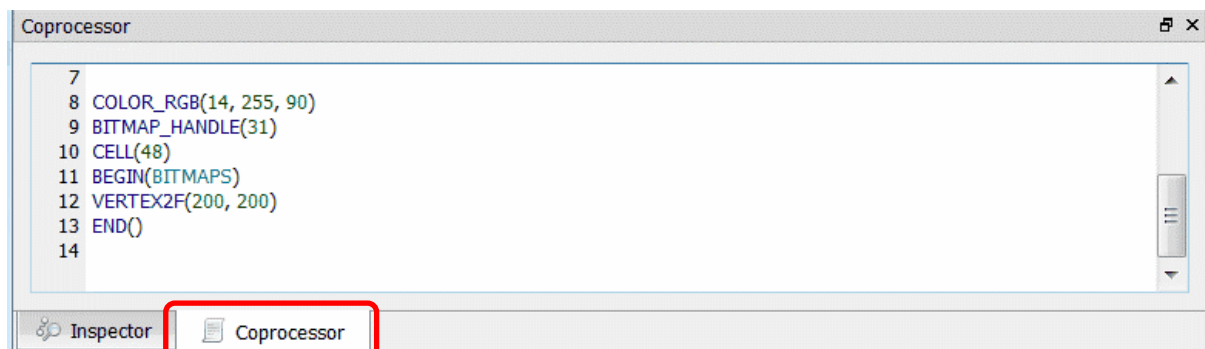 Coprocessor
7
8 COLOR_RGB(14, 255, 90)
9 BITMAP_HANDLE(31)
10 CELL(48)
11 BEGIN(BITMAPS)
12 VERTEX2F(200, 200)
13 END()
14
Inspector Coprocessor